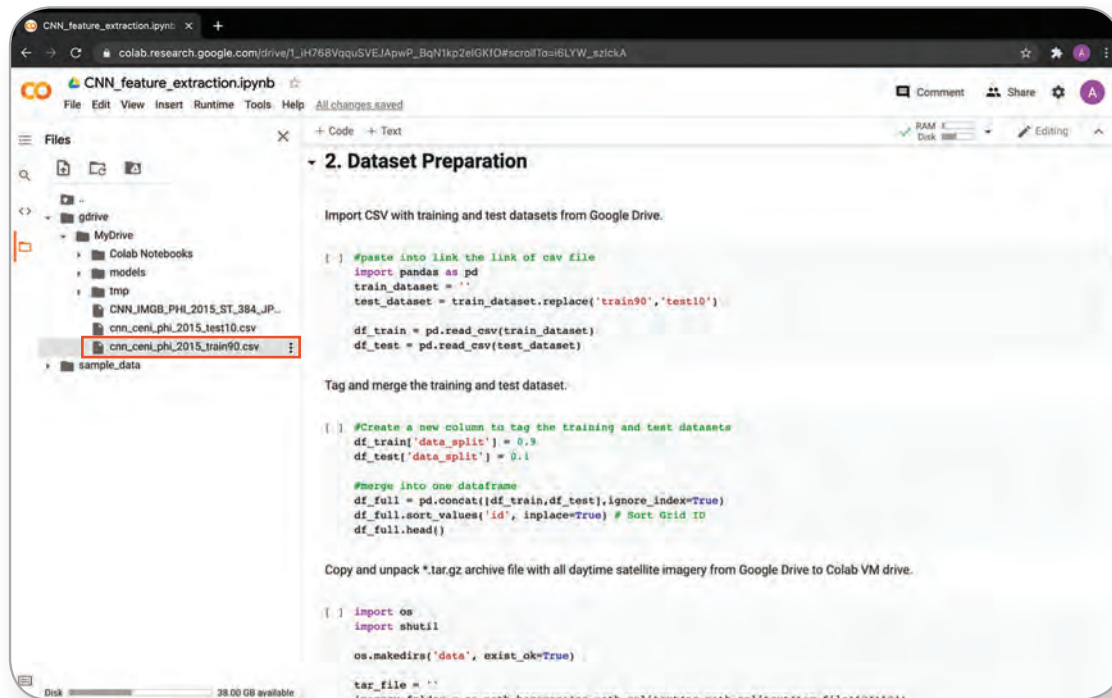 CNN_feature_extraction.ipynb
colab.research.google.com/drive/1_iH768VqquSVEJApwP_BqN1kp2elGKfO#scrollTo=i6LYW_szlckA
CNN_feature_extraction.ipynb
File Edit View Insert Runtime Tools Help All changes saved
Comment Share A
Files
+ Code + Text
RAM
Disk
Editing
..
gdrive
MyDrive
Colab Notebooks
models
tmp
CNN_IMGB_PHI_2015_ST_384_JP...
cnn_ceni_phi_2015_test10.csv
cnn_ceni_phi_2015_train90.csv
sample_data
Disk 38.00 GB available
2. Dataset Preparation
Import CSV with training and test datasets from Google Drive.
[ ] #paste into link the link of csv file
import pandas as pd
train_dataset = ''
test_dataset = train_dataset.replace('train90','test10')
df_train = pd.read_csv(train_dataset)
df_test = pd.read_csv(test_dataset)
Tag and merge the training and test dataset.
[ ] #Create a new column to tag the training and test datasets
df_train['data_split'] = 0.9
df_test['data_split'] = 0.1
#merge into one dataframe
df_full = pd.concat([df_train,df_test],ignore_index=True)
df_full.sort_values('id', inplace=True) # Sort Grid ID
df_full.head()
Copy and unpack *.tar.gz archive file with all daytime satellite imagery from Google Drive to Colab VM drive.
[ ] import os
import shutil
os.makedirs('data', exist_ok=True)
tar_file = ''